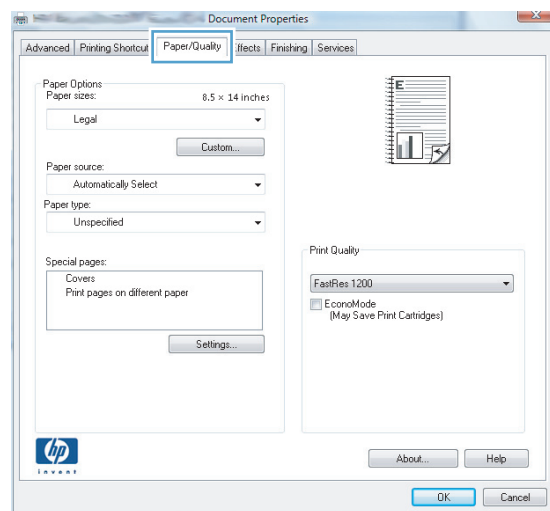 Document Properties
Advanced
Printing Shortcut
Paper/Quality
ffects
Finishing
Services
Paper Options
Paper sizes:
8.5 × 14 inches
Legal
Custom...
Paper source:
Automatically Select
Paper type:
Unspecified
Special pages:
Covers
Print pages on different paper
Settings...
E
Print Quality
FastRes 1200
EconoMode
(May Save Print Cartridges)
hp
invent
About...
Help
OK
Cancel